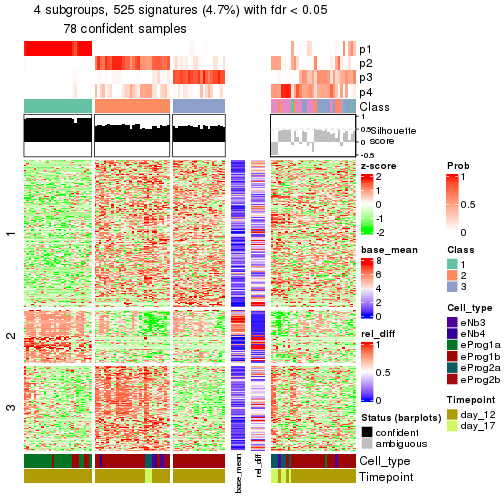 4 subgroups, 525 signatures (4.7%) with fdr < 0.05
78 confident samples
p1
p2
p3
p4
Class
1
0.5
0
-0.5
Silhouette
score
1
2
3
base_mean
rel_diff
Cell_type
Timepoint
z-score
2
1
0
-1
-2
base_mean
8
6
4
2
0
rel_diff
1
0.5
0
Status (barplots)
confident
ambiguous
Prob
1
0.5
0
Class
1
2
3
Cell_type
eNb3
eNb4
eProg1a
eProg1b
eProg2a
eProg2b
Timepoint
day_12
day_17